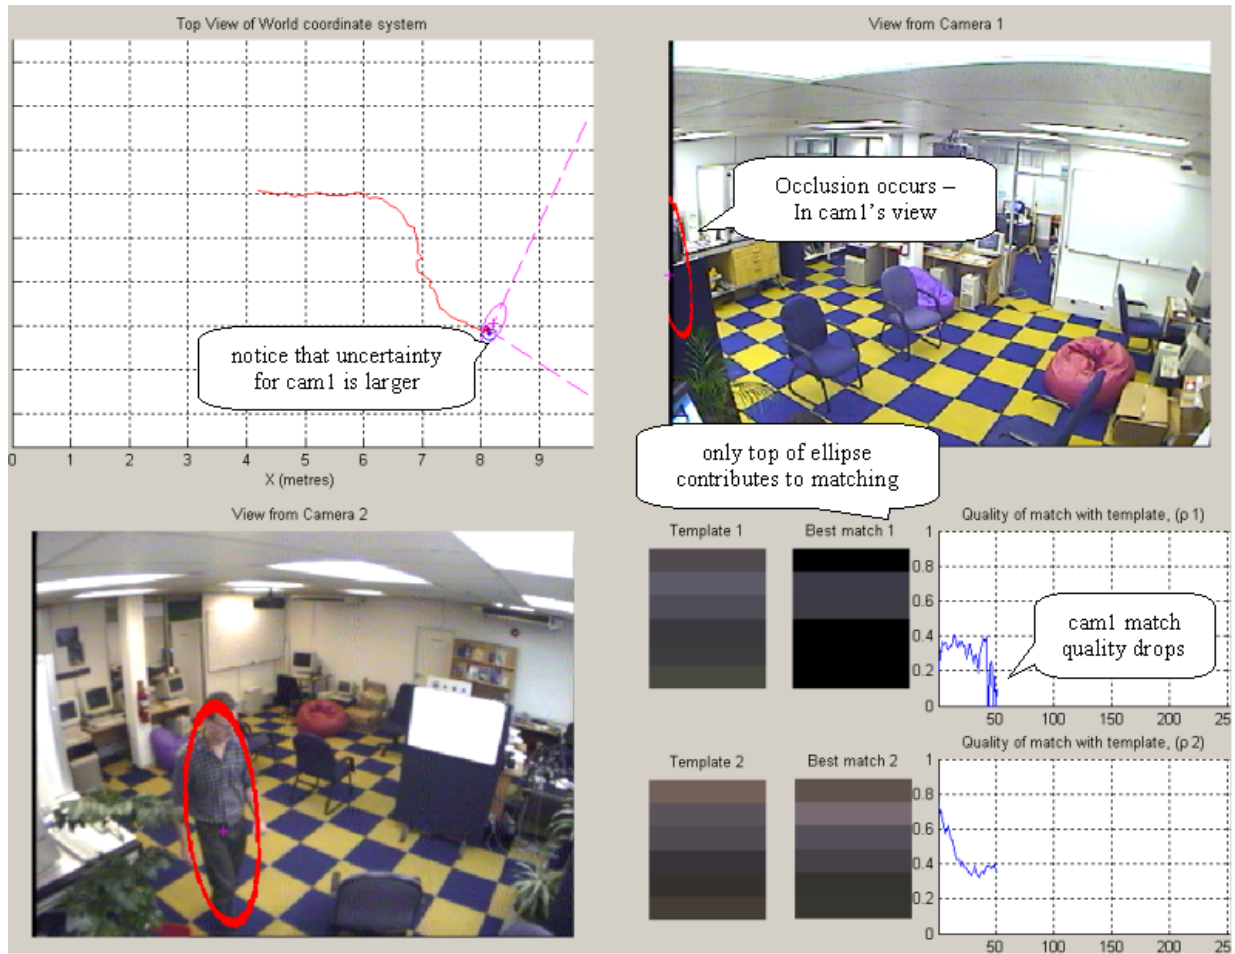 Top View of World coordinate system
0 1 2 3 4 5 6 7 8 9
X (metres)
notice that uncertainty
for cam1 is larger
View from Camera 1
Occlusion occurs –
In cam1's view
View from Camera 2
only top of ellipse
contributes to matching
Template 1
Best match 1
Quality of match with template, (ρ 1)
1
0.8
0.6
0.4
0.2
0
50 100 150 200 25
cam1 match
quality drops
Template 2
Best match 2
Quality of match with template, (ρ 2)
1
0.8
0.6
0.4
0.2
0
50 100 150 200 25